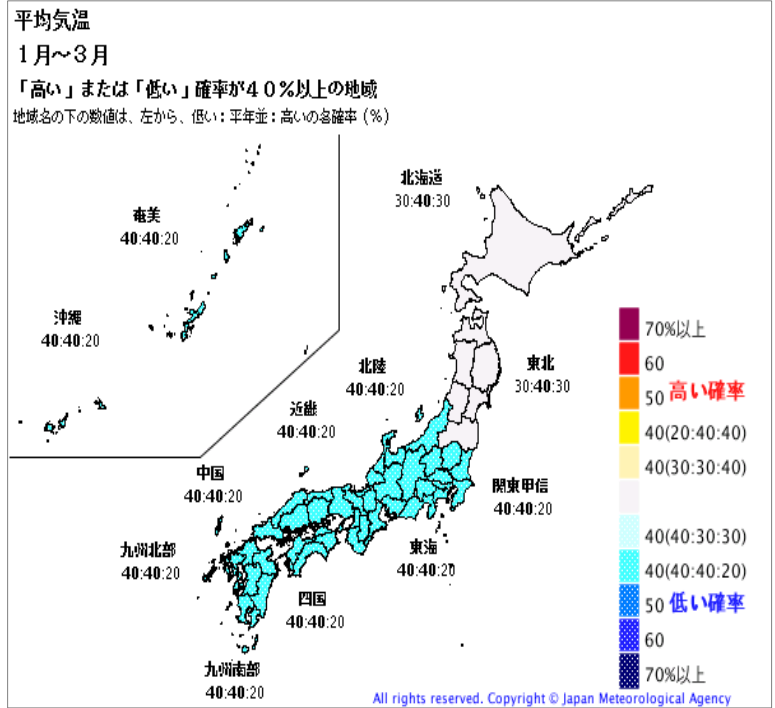 平均気温
1月～3月
「高い」または「低い」確率が40%以上の地域
地域名の下の数値は、左から、低い：平年並：高いの各確率（%）
北海道
30:40:30
奄美
40:40:20
沖縄
40:40:20
北陸
40:40:20
東北
30:40:30
近畿
40:40:20
中国
40:40:20
関東甲信
40:40:20
九州北部
40:40:20
東海
40:40:20
四国
40:40:20
九州南部
40:40:20
70%以上
60
50 高い確率
40(20:40:40)
40(30:30:40)
40(40:30:30)
40(40:40:20)
50 低い確率
60
70%以上
All rights reserved. Copyright © Japan Meteorological Agency